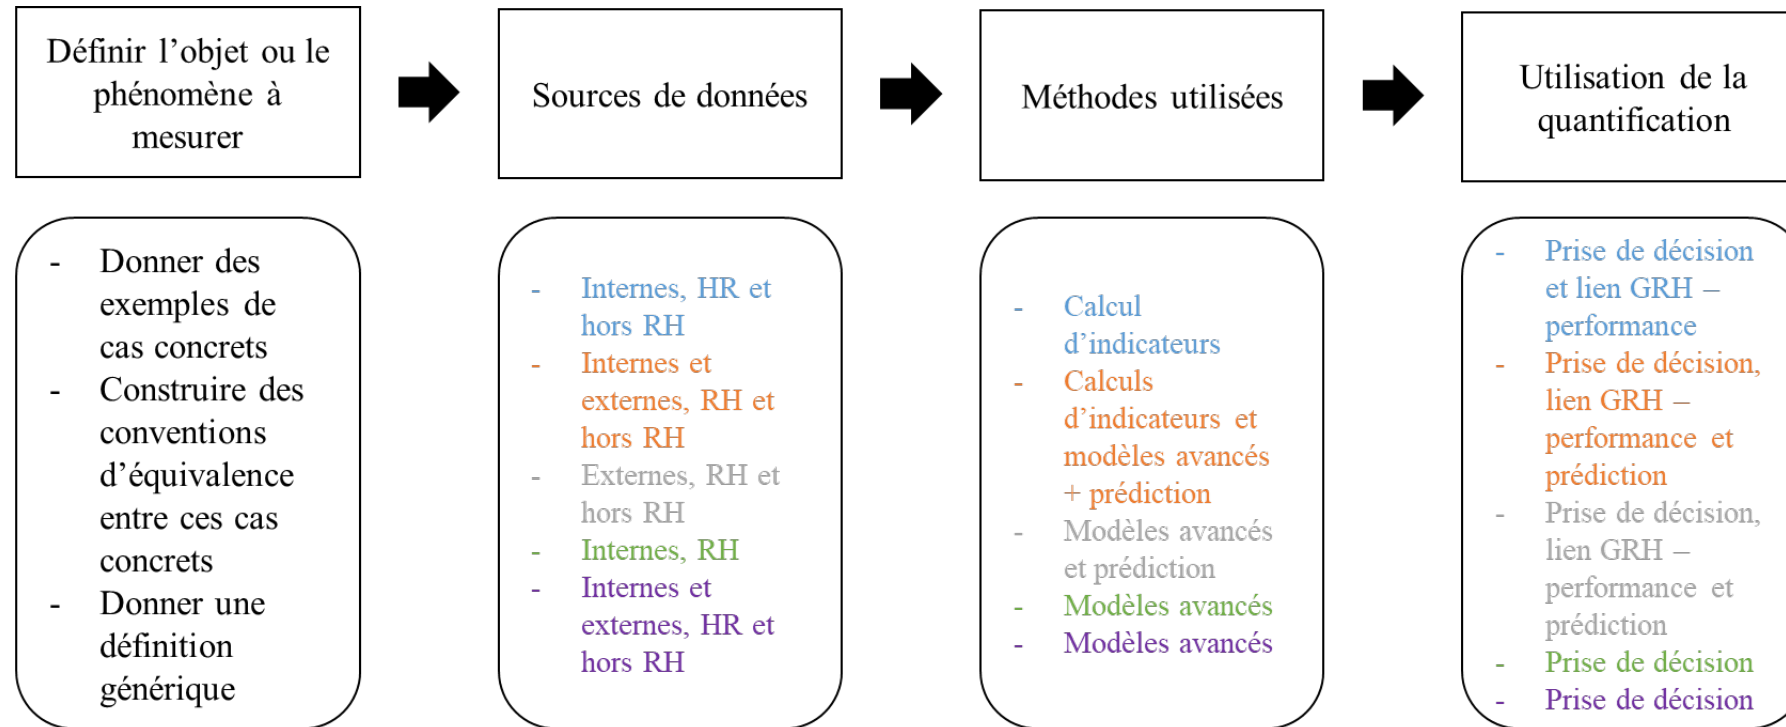 Définir l’objet ou le
phénomène à
mesurer
Sources de données
Méthodes utilisées
Utilisation de la
quantification
- Donner des
exemples de
cas concrets
- Construire des
conventions
d’équivalence
entre ces cas
concrets
- Donner une
définition
générique
- Internes, HR et
hors RH
- Internes et
externes, RH et
hors RH
- Externes, RH et
hors RH
- Internes, RH
- Internes et
externes, HR et
hors RH
- Calcul
d’indicateurs
- Calculs
d’indicateurs et
modèles avancés
+ prédiction
- Modèles avancés
et prédiction
- Modèles avancés
- Modèles avancés
- Prise de décision
et lien GRH –
performance
- Prise de décision,
lien GRH –
performance et
prédiction
- Prise de décision,
lien GRH –
performance et
prédiction
- Prise de décision
- Prise de décision